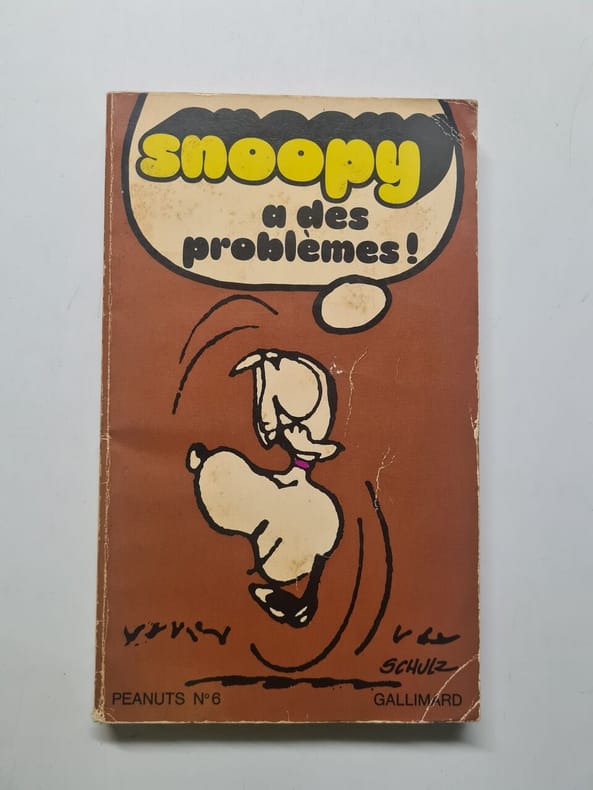 snoopy
a des
problèmes!
SCHULZ
PEANUTS N°6
GALLIMARD